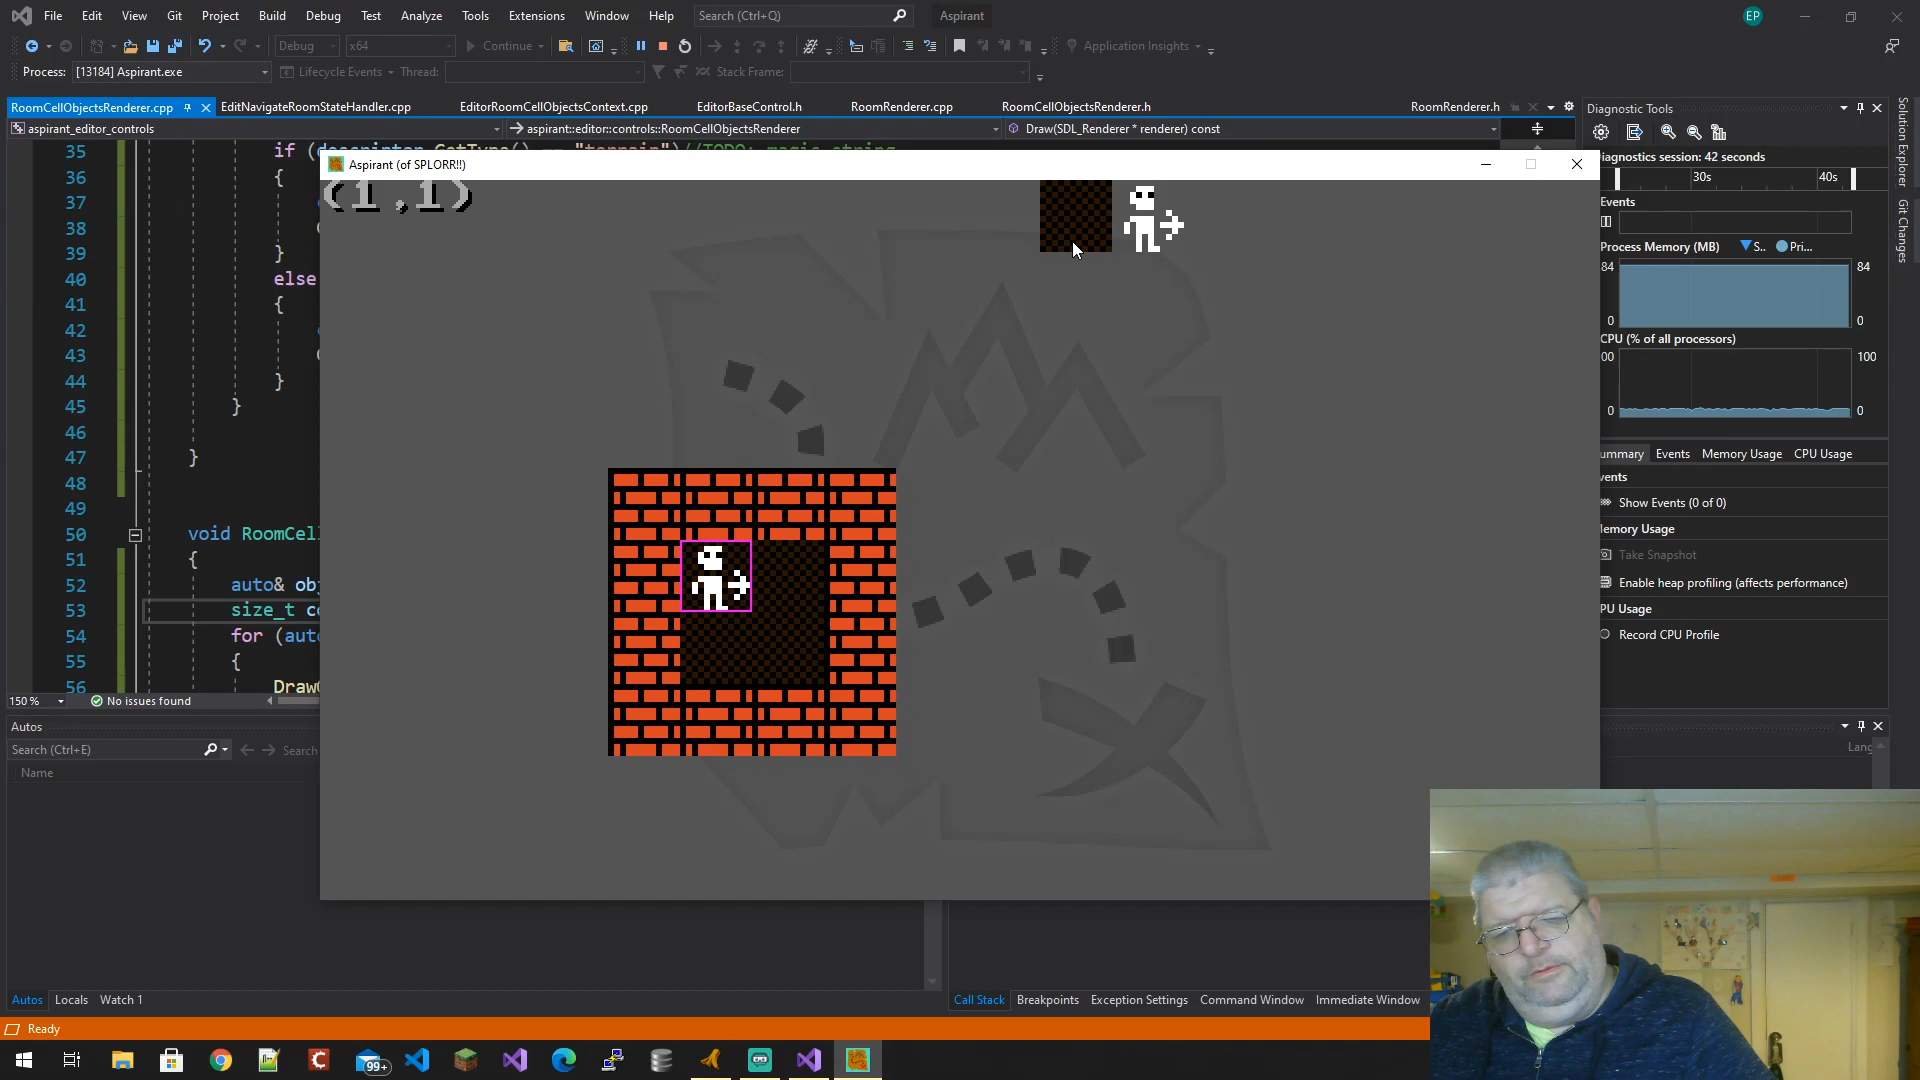 File Edit View Git Project Build Debug Test Analyze Tools Extensions Window Help Search (Ctrl+Q) Aspirant EP
Debug x64 Continue Application Insights
Process: [13184] Aspirant.exe Lifecycle Events Thread: Stack Frame:
RoomCellObjectsRenderer.cpp EditNavigateRoomStateHandler.cpp EditorRoomCellObjectsContext.cpp EditorBaseControl.h RoomRenderer.cpp RoomCellObjectsRenderer.h RoomRenderer.h
aspirant_editor_controls aspirant::editor::controls::RoomCellObjectsRenderer Draw(SDL_Renderer * renderer) const
35
36 {
37
38
39 }
40 else
41 {
42
43
44 }
45 }
46
47 }
48
49
50 void RoomCell
51 {
52 auto& obj
53 size_t co
54 for (auto
55 {
56
150 % No issues found
Aspirant (of SPLORR!!)
(1 ,1)
Diagnostic Tools
iagnostics session: 42 seconds
30s 40s
Events
Process Memory (MB) S.. Pri...
84 84
0 0
CPU (% of all processors)
00 100
0 0
ummary Events Memory Usage CPU Usage
vents
Show Events (0 of 0)
lemory Usage
Take Snapshot
Enable heap profiling (affects performance)
PU Usage
Record CPU Profile
Solution Explorer
Git Changes
Autos
Search (Ctrl+E) Search
Name
Lang
Autos Locals Watch 1
Call Stack Breakpoints Exception Settings Command Window Immediate Window
Ready
99+